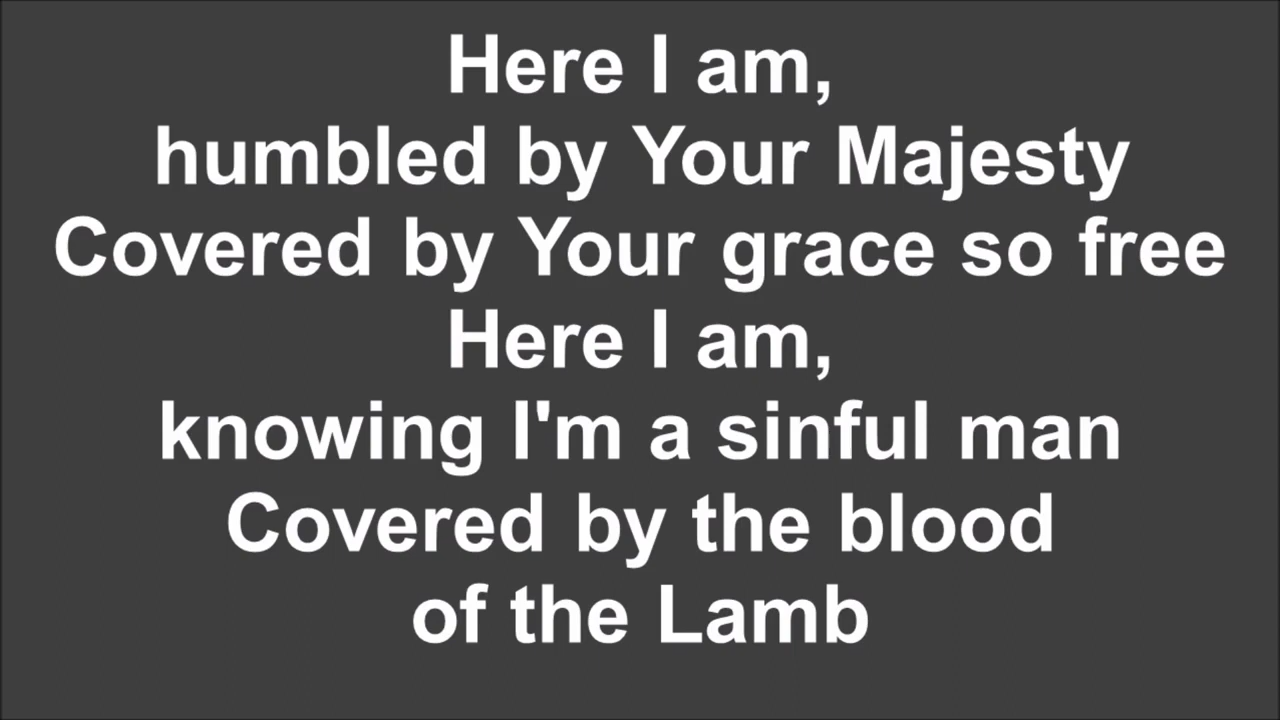 Here I am,
humbled by Your Majesty
Covered by Your grace so free
Here I am,
knowing I'm a sinful man
Covered by the blood
of the Lamb